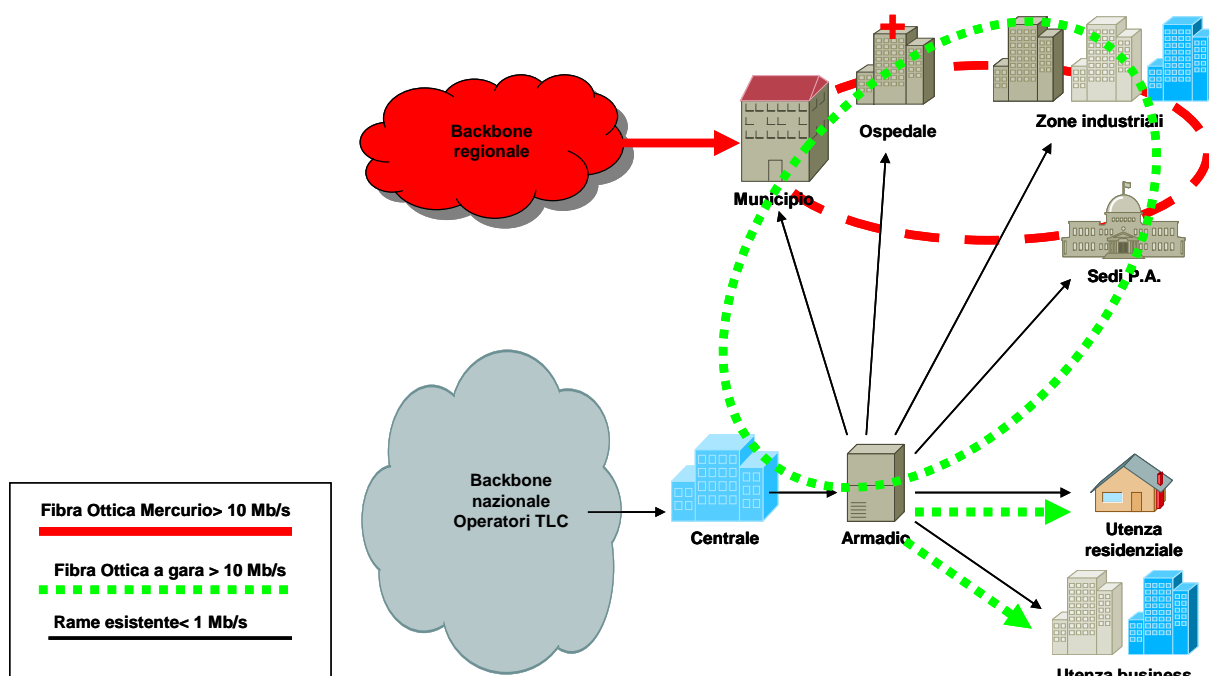 Backbone
regionale
Ospedale
Zone industriali
Municipio
Sedi P.A.
Backbone
nazionale
Operatori TLC
Centrale
Armadio
Utenza
residenziale
Utenza business
Fibra Ottica Mercurio> 10 Mb/s
Fibra Ottica a gara > 10 Mb/s
Rame esistente< 1 Mb/s